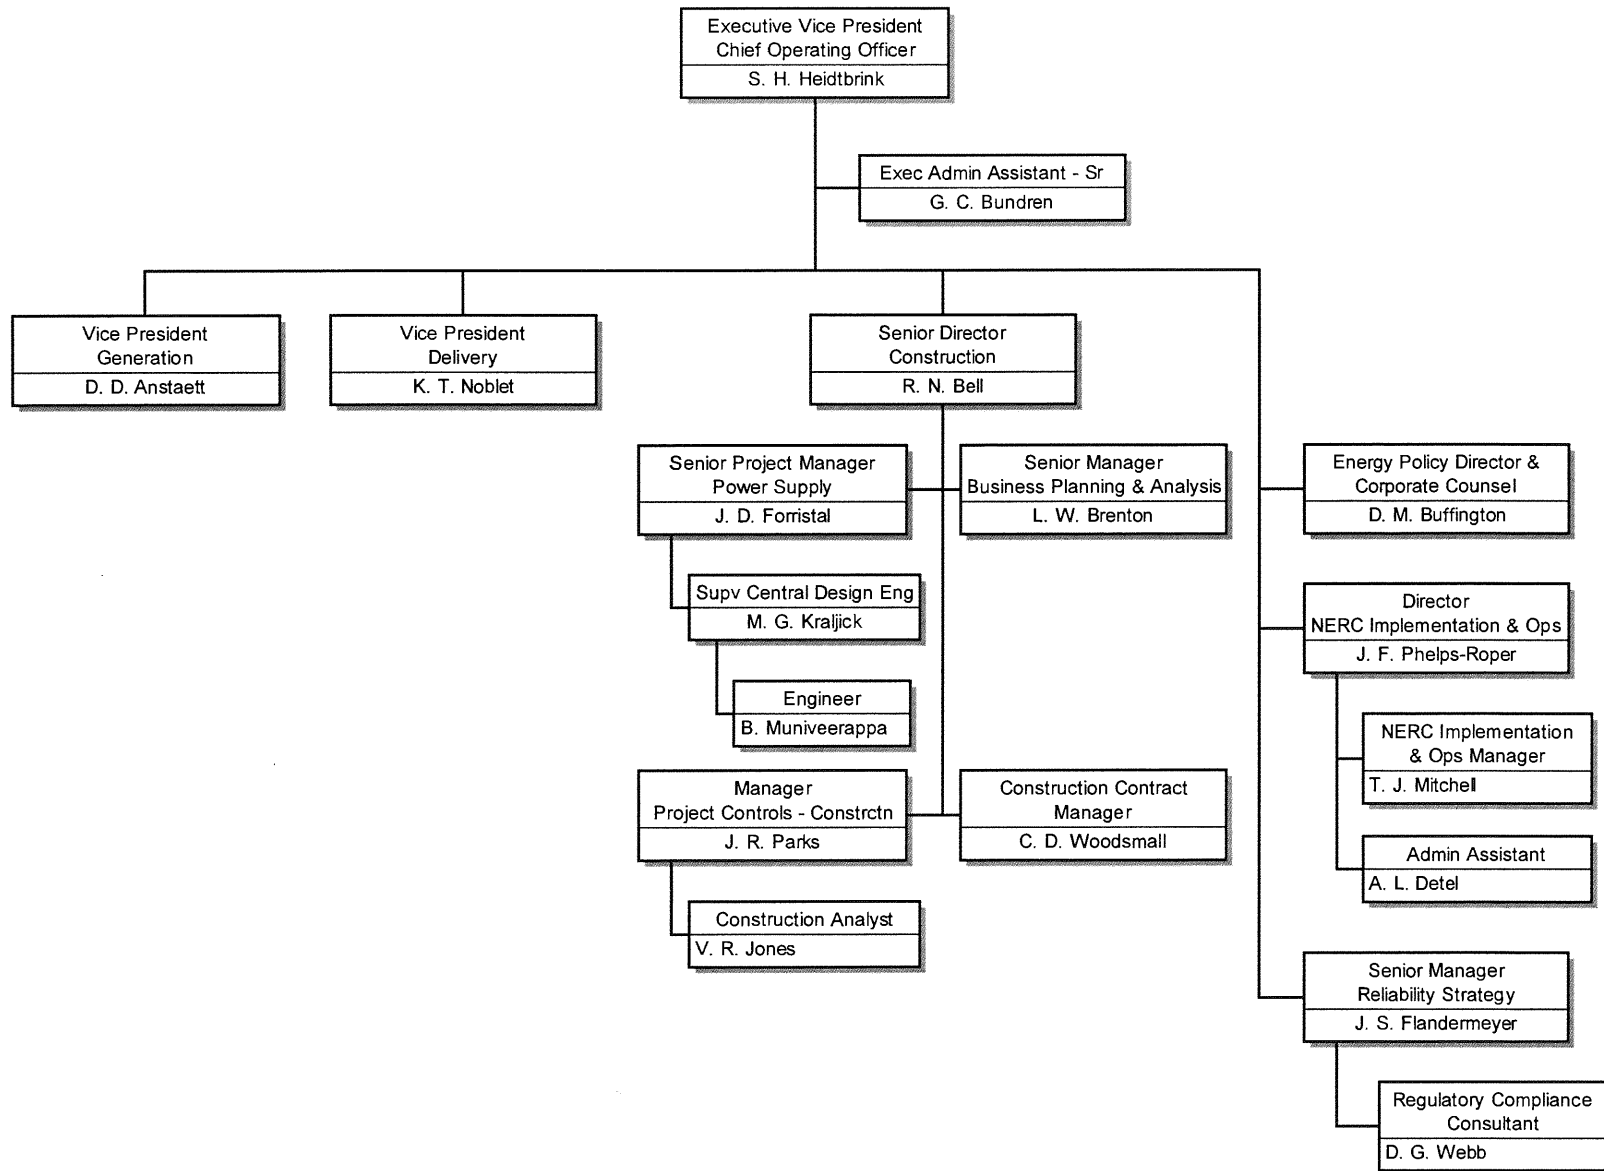 Executive Vice President
Chief Operating Officer
S. H. Heidtbrink
Exec Admin Assistant - Sr
G. C. Bundren
Vice President
Generation
D. D. Anstaett
Vice President
Delivery
K. T. Noblet
Senior Director
Construction
R. N. Bell
Senior Project Manager
Power Supply
J. D. Forristal
Supv Central Design Eng
M. G. Kraljick
Engineer
B. Muniveerappa
Senior Manager
Business Planning & Analysis
L. W. Brenton
Manager
Project Controls - Constrctn
J. R. Parks
Construction Analyst
V. R. Jones
Construction Contract
Manager
C. D. Woodsmall
Energy Policy Director &
Corporate Counsel
D. M. Buffington
Director
NERC Implementation & Ops
J. F. Phelps-Roper
NERC Implementation
& Ops Manager
T. J. Mitchell
Admin Assistant
A. L. Detel
Senior Manager
Reliability Strategy
J. S. Flandermeyer
Regulatory Compliance
Consultant
D. G. Webb